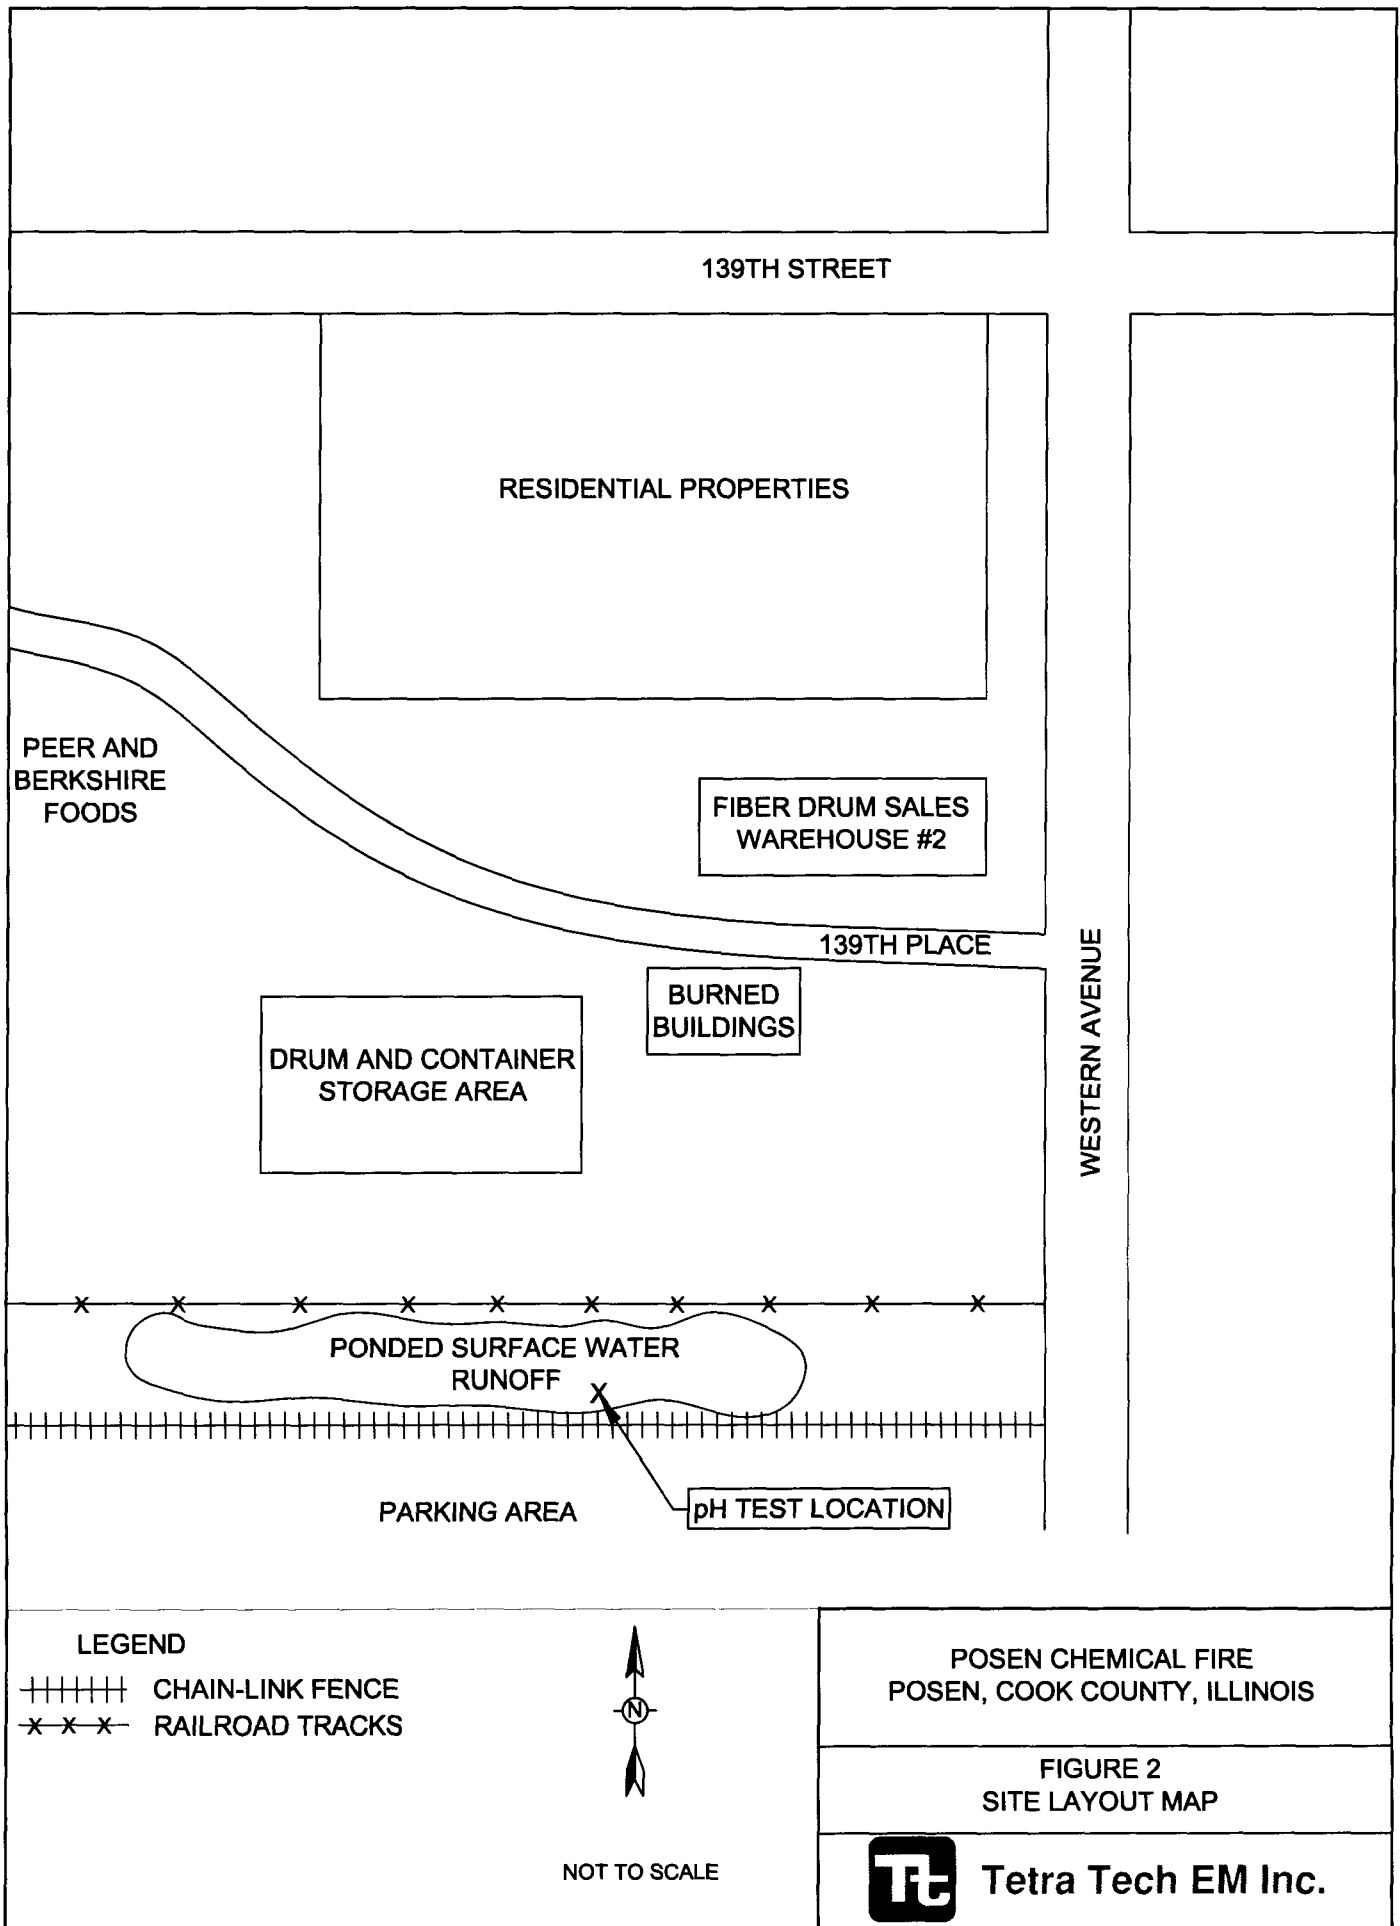 139TH STREET
RESIDENTIAL PROPERTIES
PEER AND
BERKSHIRE
FOODS
FIBER DRUM SALES
WAREHOUSE #2
139TH PLACE
WESTERN AVENUE
BURNED
BUILDINGS
DRUM AND CONTAINER
STORAGE AREA
PONDED SURFACE WATER
RUNOFF
X
PARKING AREA
pH TEST LOCATION
LEGEND
CHAIN-LINK FENCE
RAILROAD TRACKS
N
NOT TO SCALE
POSEN CHEMICAL FIRE
POSEN, COOK COUNTY, ILLINOIS
FIGURE 2
SITE LAYOUT MAP
Tt Tetra Tech EM Inc.